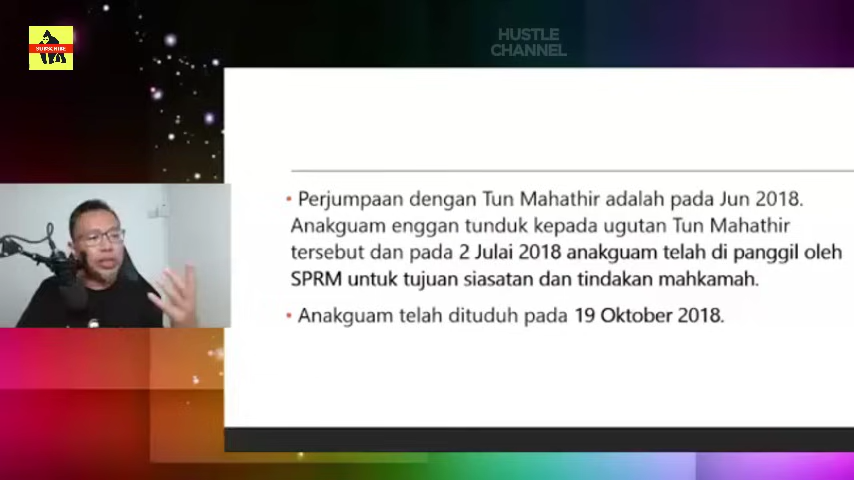 SUBSCRIBE
HUSTLE
CHANNEL
• Perjumpaan dengan Tun Mahathir adalah pada Jun 2018.
Anakguam enggan tunduk kepada ugutan Tun Mahathir
tersebut dan pada 2 Julai 2018 anakguam telah di panggil oleh
SPRM untuk tujuan siasatan dan tindakan mahkamah.
• Anakguam telah dituduh pada 19 Oktober 2018.